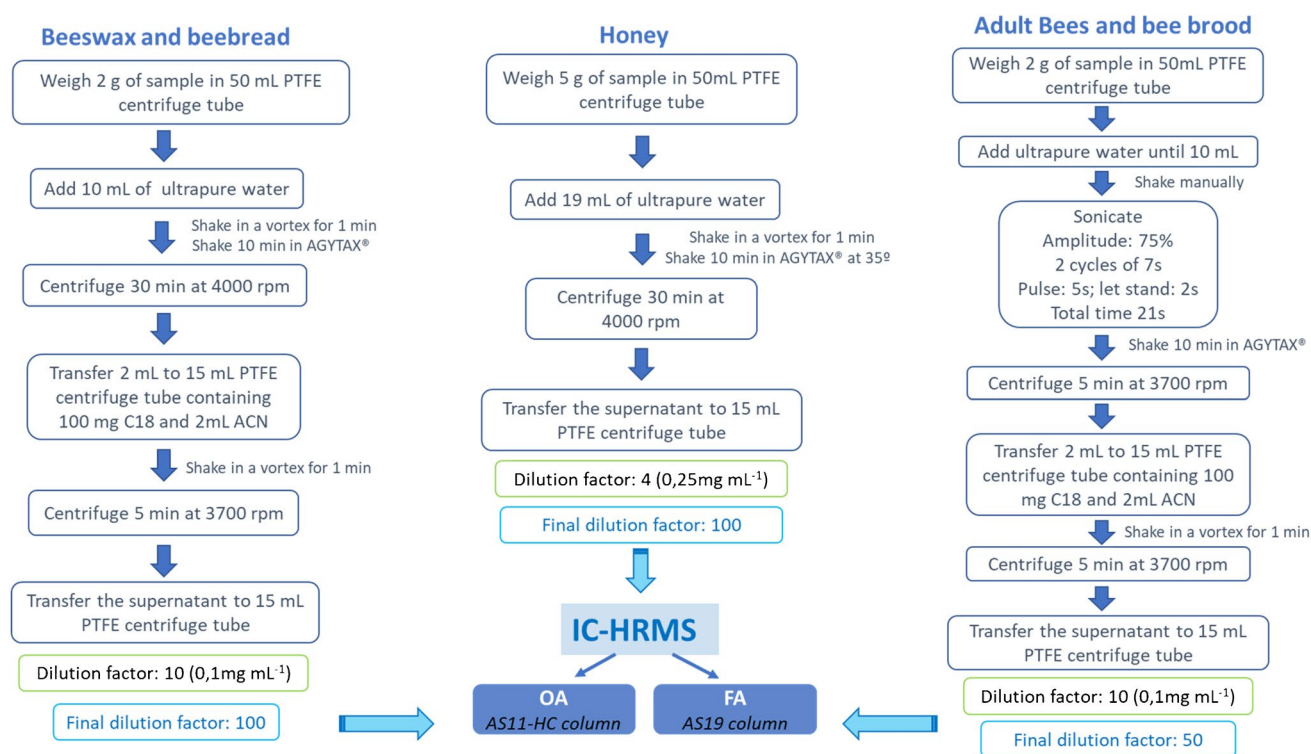 Beeswax and beebread
Weigh 2 g of sample in 50 mL PTFE
centrifuge tube
Add 10 mL of ultrapure water
Shake in a vortex for 1 min
Shake 10 min in AGYTAX®
Centrifuge 30 min at 4000 rpm
Transfer 2 mL to 15 mL PTFE
centrifuge tube containing
100 mg C18 and 2mL ACN
Shake in a vortex for 1 min
Centrifuge 5 min at 3700 rpm
Transfer the supernatant to 15 mL
PTFE centrifuge tube
Dilution factor: 10 (0,1mg mL⁻¹)
Final dilution factor: 100
Honey
Weigh 5 g of sample in 50mL PTFE
centrifuge tube
Add 19 mL of ultrapure water
Shake in a vortex for 1 min
Shake 10 min in AGYTAX® at 35º
Centrifuge 30 min at
4000 rpm
Transfer the supernatant to 15 mL
PTFE centrifuge tube
Dilution factor: 4 (0,25mg mL⁻¹)
Final dilution factor: 100
IC-HRMS
OA
AS11-HC column
FA
AS19 column
Adult Bees and bee brood
Weigh 2 g of sample in 50mL PTFE
centrifuge tube
Add ultrapure water until 10 mL
Shake manually
Sonicate
Amplitude: 75%
2 cycles of 7s
Pulse: 5s; let stand: 2s
Total time 21s
Shake 10 min in AGYTAX®
Centrifuge 5 min at 3700 rpm
Transfer 2 mL to 15 mL PTFE
centrifuge tube containing 100
mg C18 and 2mL ACN
Shake in a vortex for 1 min
Centrifuge 5 min at 3700 rpm
Transfer the supernatant to 15 mL
PTFE centrifuge tube
Dilution factor: 10 (0,1mg mL⁻¹)
Final dilution factor: 50